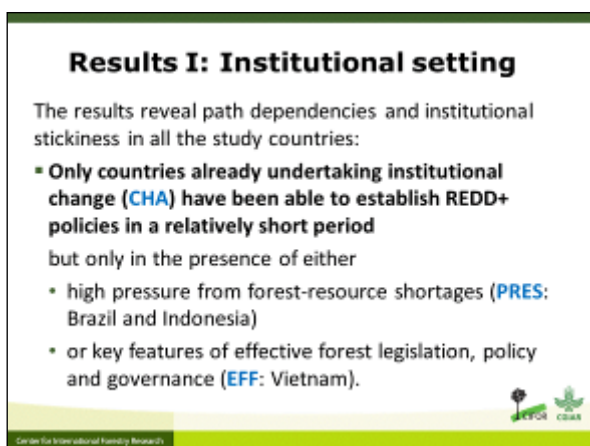 Results I: Institutional setting
The results reveal path dependencies and institutional
stickiness in all the study countries:
▪ Only countries already undertaking institutional
change (CHA) have been able to establish REDD+
policies in a relatively short period
but only in the presence of either
• high pressure from forest-resource shortages (PRES:
Brazil and Indonesia)
• or key features of effective forest legislation, policy
and governance (EFF: Vietnam).
CIFOR CGIAR
Center for International Forestry Research